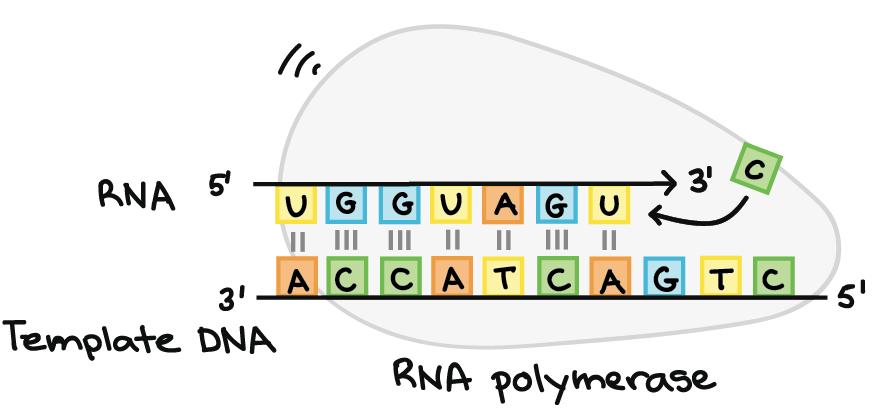 C
RNA 5' 3'
U G G U A G U
A C C A T C A G T C
3' 5'
Template DNA
RNA polymerase